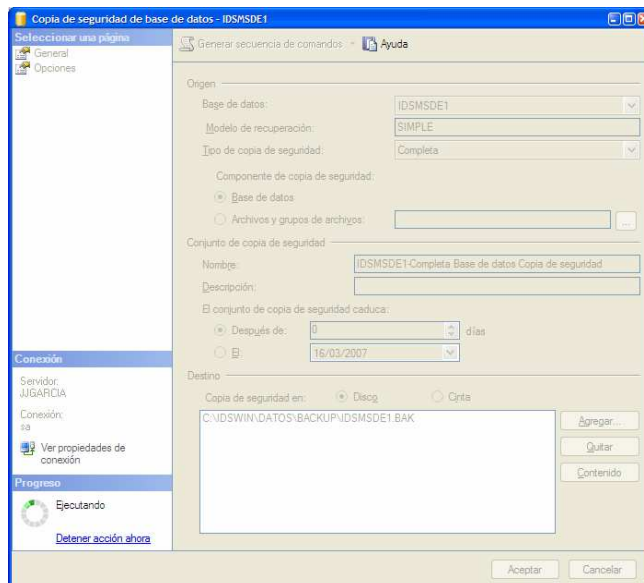 Copia de seguridad de base de datos - IDSMSDE1
Seleccionar una página
General
Opciones
Generar secuencia de comandos
Ayuda
Origen
Base de datos:
IDSMSDE1
Modelo de recuperación:
SIMPLE
Tipo de copia de seguridad:
Completa
Componente de copia de seguridad:
Base de datos
Archivos y grupos de archivos:
...
Conjunto de copia de seguridad
Nombre:
IDSMSDE1-Completa Base de datos Copia de seguridad
Descripción:
El conjunto de copia de seguridad caduca:
Después de:
0
días
El:
16/03/2007
Destino
Copia de seguridad en:
Disco
Cinta
C:\IDSWIN\DATOS\BACKUP\IDSMSDE1.BAK
Agregar...
Quitar
Contenido
Conexión
Servidor:
JJGARCIA
Conexión:
sa
Ver propiedades de
conexión
Progreso
Ejecutando
Detener acción ahora
Aceptar
Cancelar